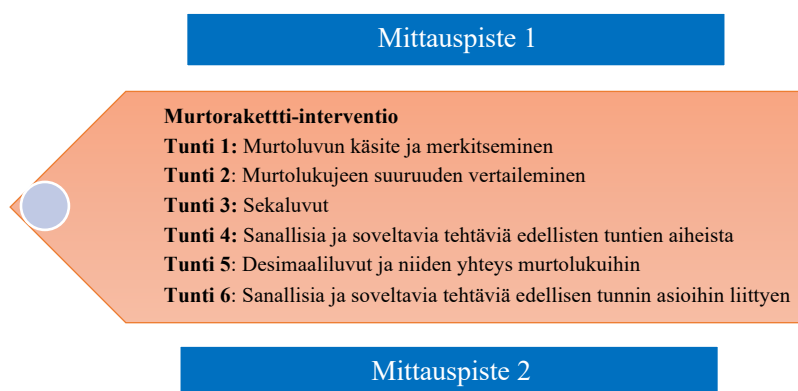 Mittauspiste 1
Murtorakettti-interventio
Tunti 1: Murtoluvun käsite ja merkitseminen
Tunti 2: Murtolukujeen suuruuden vertaileminen
Tunti 3: Sekaluvut
Tunti 4: Sanallisia ja soveltavia tehtäviä edellisten tuntien aiheista
Tunti 5: Desimaaliluvut ja niiden yhteys murtolukuihin
Tunti 6: Sanallisia ja soveltavia tehtäviä edellisen tunnin asioihin liittyen
Mittauspiste 2